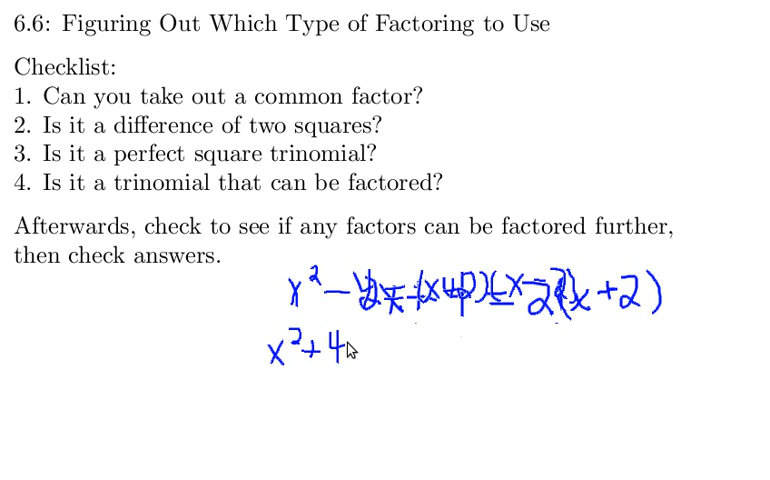 6.6: Figuring Out Which Type of Factoring to Use
Checklist:
1. Can you take out a common factor?
2. Is it a difference of two squares?
3. Is it a perfect square trinomial?
4. Is it a trinomial that can be factored?
Afterwards, check to see if any factors can be factored further,
then check answers.
x² − x + 2)
x² + 4